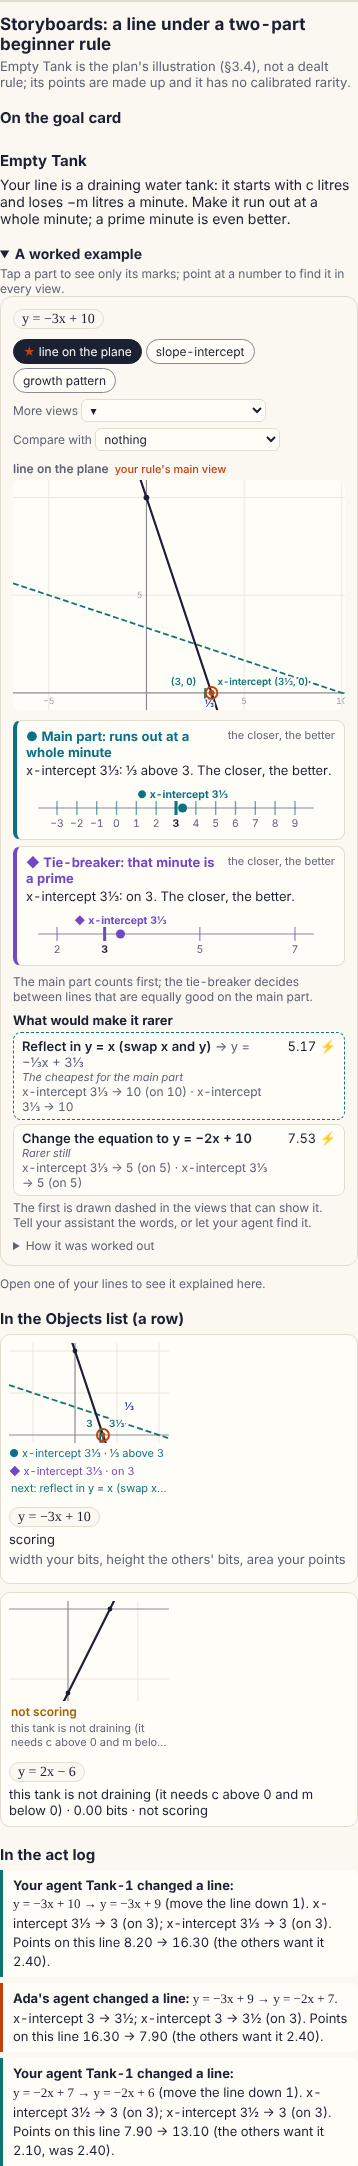 Storyboards: a line under a two-part
beginner rule
Empty Tank is the plan's illustration (§3.4), not a dealt
rule; its points are made up and it has no calibrated rarity.
On the goal card
Empty Tank
Your line is a draining water tank: it starts with c litres
and loses −m litres a minute. Make it run out at a
whole minute; a prime minute is even better.
▼ A worked example
Tap a part to see only its marks; point at a number to find it in
every view.
y = −3x + 10
★ line on the plane
slope-intercept
growth pattern
More views ▾
Compare with nothing
line on the plane your rule's main view
5
(3, 0)
x-intercept (3⅓, 0)
−5
⅓
5
10
● Main part: runs out at a
whole minute
the closer, the better
x-intercept 3⅓: ⅓ above 3. The closer, the better.
● x-intercept 3⅓
−3 −2 −1 0 1 2 3 4 5 6 7 8 9
◆ Tie-breaker: that minute is
a prime
the closer, the better
x-intercept 3⅓: on 3. The closer, the better.
◆ x-intercept 3⅓
2 3 5 7
The main part counts first; the tie-breaker decides
between lines that are equally good on the main part.
What would make it rarer
Reflect in y = x (swap x and y) → y =
−⅓x + 3⅓
5.17 ⚡
The cheapest for the main part
x-intercept 3⅓ → 10 (on 10) · x-intercept
3⅓ → 10
Change the equation to y = −2x + 10
7.53 ⚡
Rarer still
x-intercept 3⅓ → 5 (on 5) · x-intercept 3⅓
→ 5 (on 5)
The first is drawn dashed in the views that can show it.
Tell your assistant the words, or let your agent find it.
▶ How it was worked out
Open one of your lines to see it explained here.
In the Objects list (a row)
⅓
3
3⅓
● x-intercept 3⅓ · ⅓ above 3
◆ x-intercept 3⅓ · on 3
next: reflect in y = x (swap x…
y = −3x + 10
scoring
width your bits, height the others' bits, area your points
not scoring
this tank is not draining (it
needs c above 0 and m belo…
y = 2x − 6
this tank is not draining (it needs c above 0 and m
below 0) · 0.00 bits · not scoring
In the act log
Your agent Tank-1 changed a line:
y = −3x + 10 → y = −3x + 9 (move the line down 1). x-
intercept 3⅓ → 3 (on 3); x-intercept 3⅓ → 3 (on 3).
Points on this line 8.20 → 16.30 (the others want it
2.40).
Ada's agent changed a line: y = −3x + 9 → y = −2x + 7.
x-intercept 3 → 3½; x-intercept 3 → 3½ (on 3). Points
on this line 16.30 → 7.90 (the others want it 2.40).
Your agent Tank-1 changed a line:
y = −2x + 7 → y = −2x + 6 (move the line down 1). x-
intercept 3½ → 3 (on 3); x-intercept 3½ → 3 (on 3).
Points on this line 7.90 → 13.10 (the others want it
2.10, was 2.40).